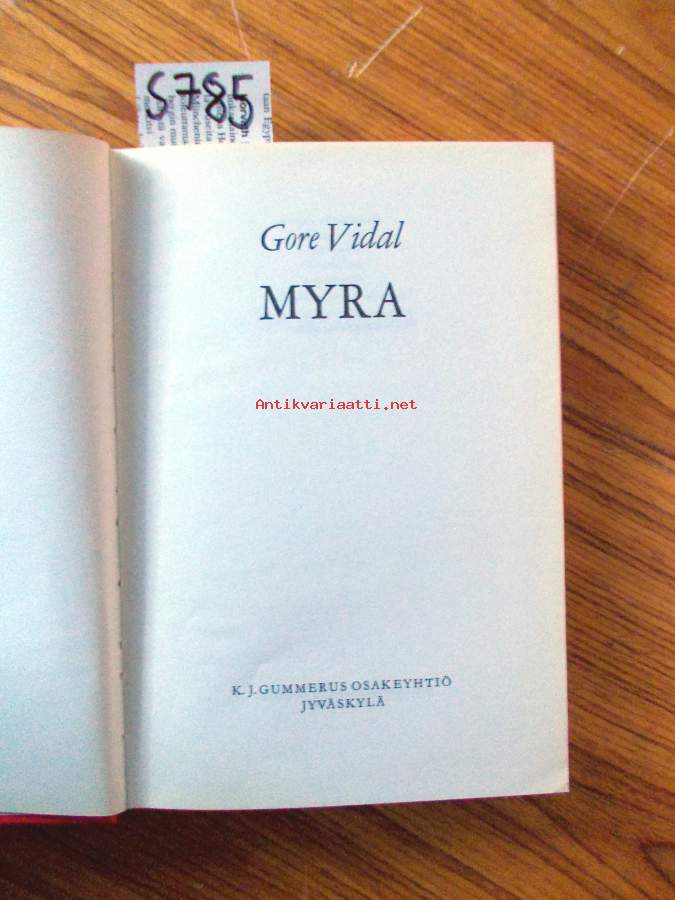 S785
Gore Vidal
MYRA
Antikvariaatti.net
K. J. GUMMERUS OSAKEYHTIÖ
JYVÄSKYLÄ